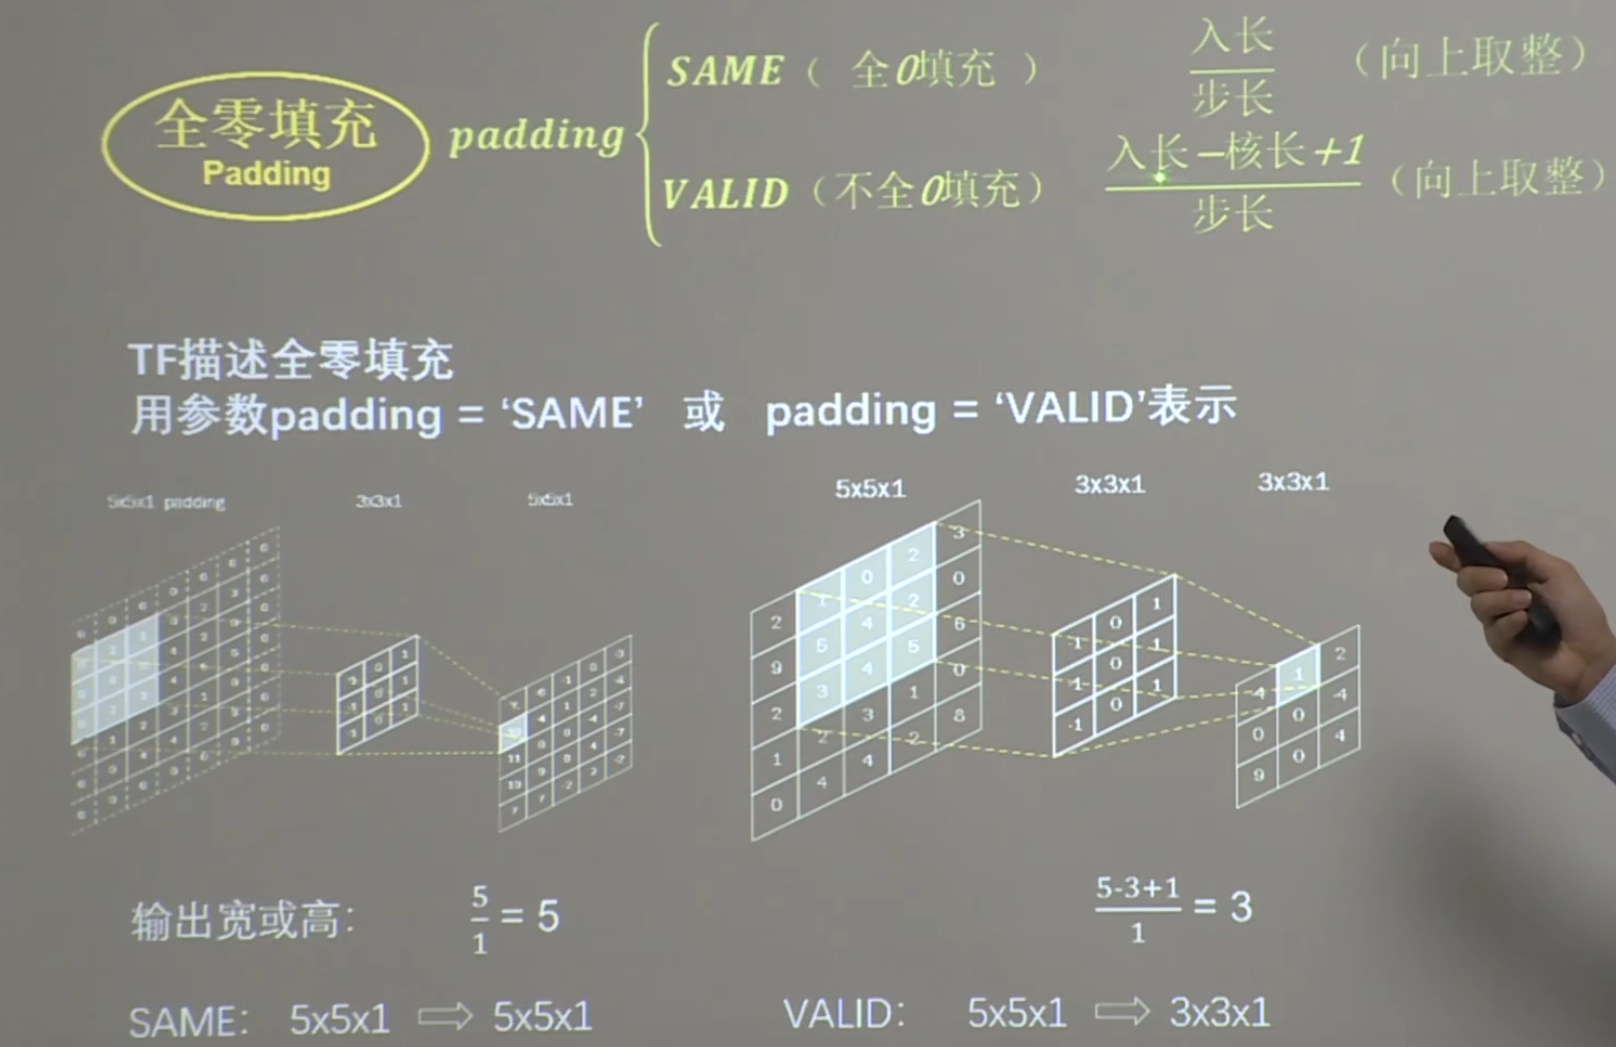 全零填充
Padding
padding
SAME（ 全0填充 ）
入长
步长
（向上取整）
VALID（不全0填充）
入长－核长+1
步长
（向上取整）
TF描述全零填充
用参数padding = ‘SAME’ 或 padding = ‘VALID’表示
5x5x1 padding
3x3x1
5x5x1
5x5x1
3x3x1
3x3x1
2 1 0 2 3
9 5 4 2 0
2 3 4 5 6
1 2 3 1 0
0 4 4 2 8
-1 0 1
-1 0 1
-1 0 1
-4 1 2
0 0 -4
9 0 4
输出宽或高:
5
1
= 5
5-3+1
1
= 3
SAME: 5x5x1 ⇨ 5x5x1
VALID: 5x5x1 ⇨ 3x3x1